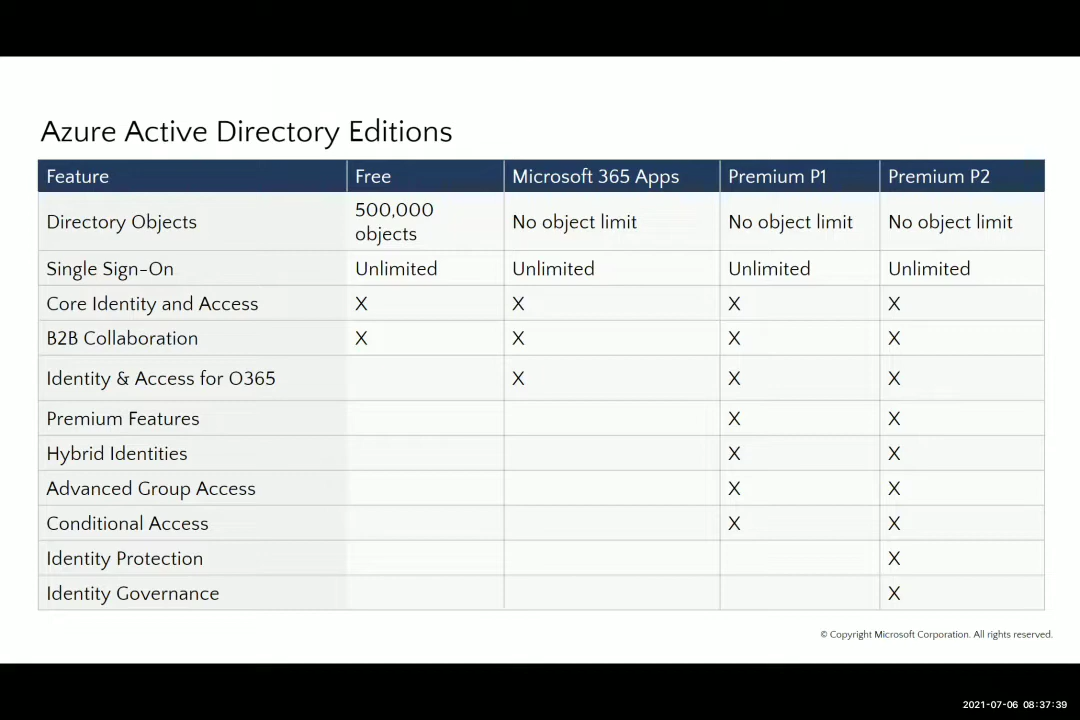 Azure Active Directory Editions
Feature Free Microsoft 365 Apps Premium P1 Premium P2
Directory Objects 500,000 objects No object limit No object limit No object limit
Single Sign-On Unlimited Unlimited Unlimited Unlimited
Core Identity and Access X X X X
B2B Collaboration X X X X
Identity & Access for O365 X X X
Premium Features X X
Hybrid Identities X X
Advanced Group Access X X
Conditional Access X X
Identity Protection X
Identity Governance X
© Copyright Microsoft Corporation. All rights reserved.
2021-07-06 08:37:39